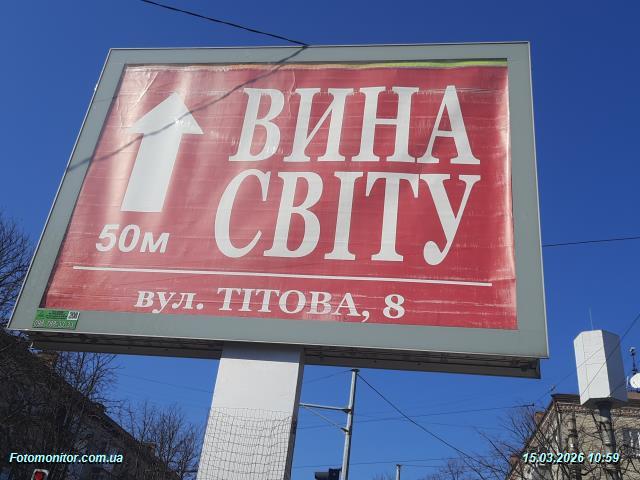 ВИНА
СВІТУ
50м
вул. ТІТОВА, 8
Fotomonitor.com.ua
15.03.2026 10:59